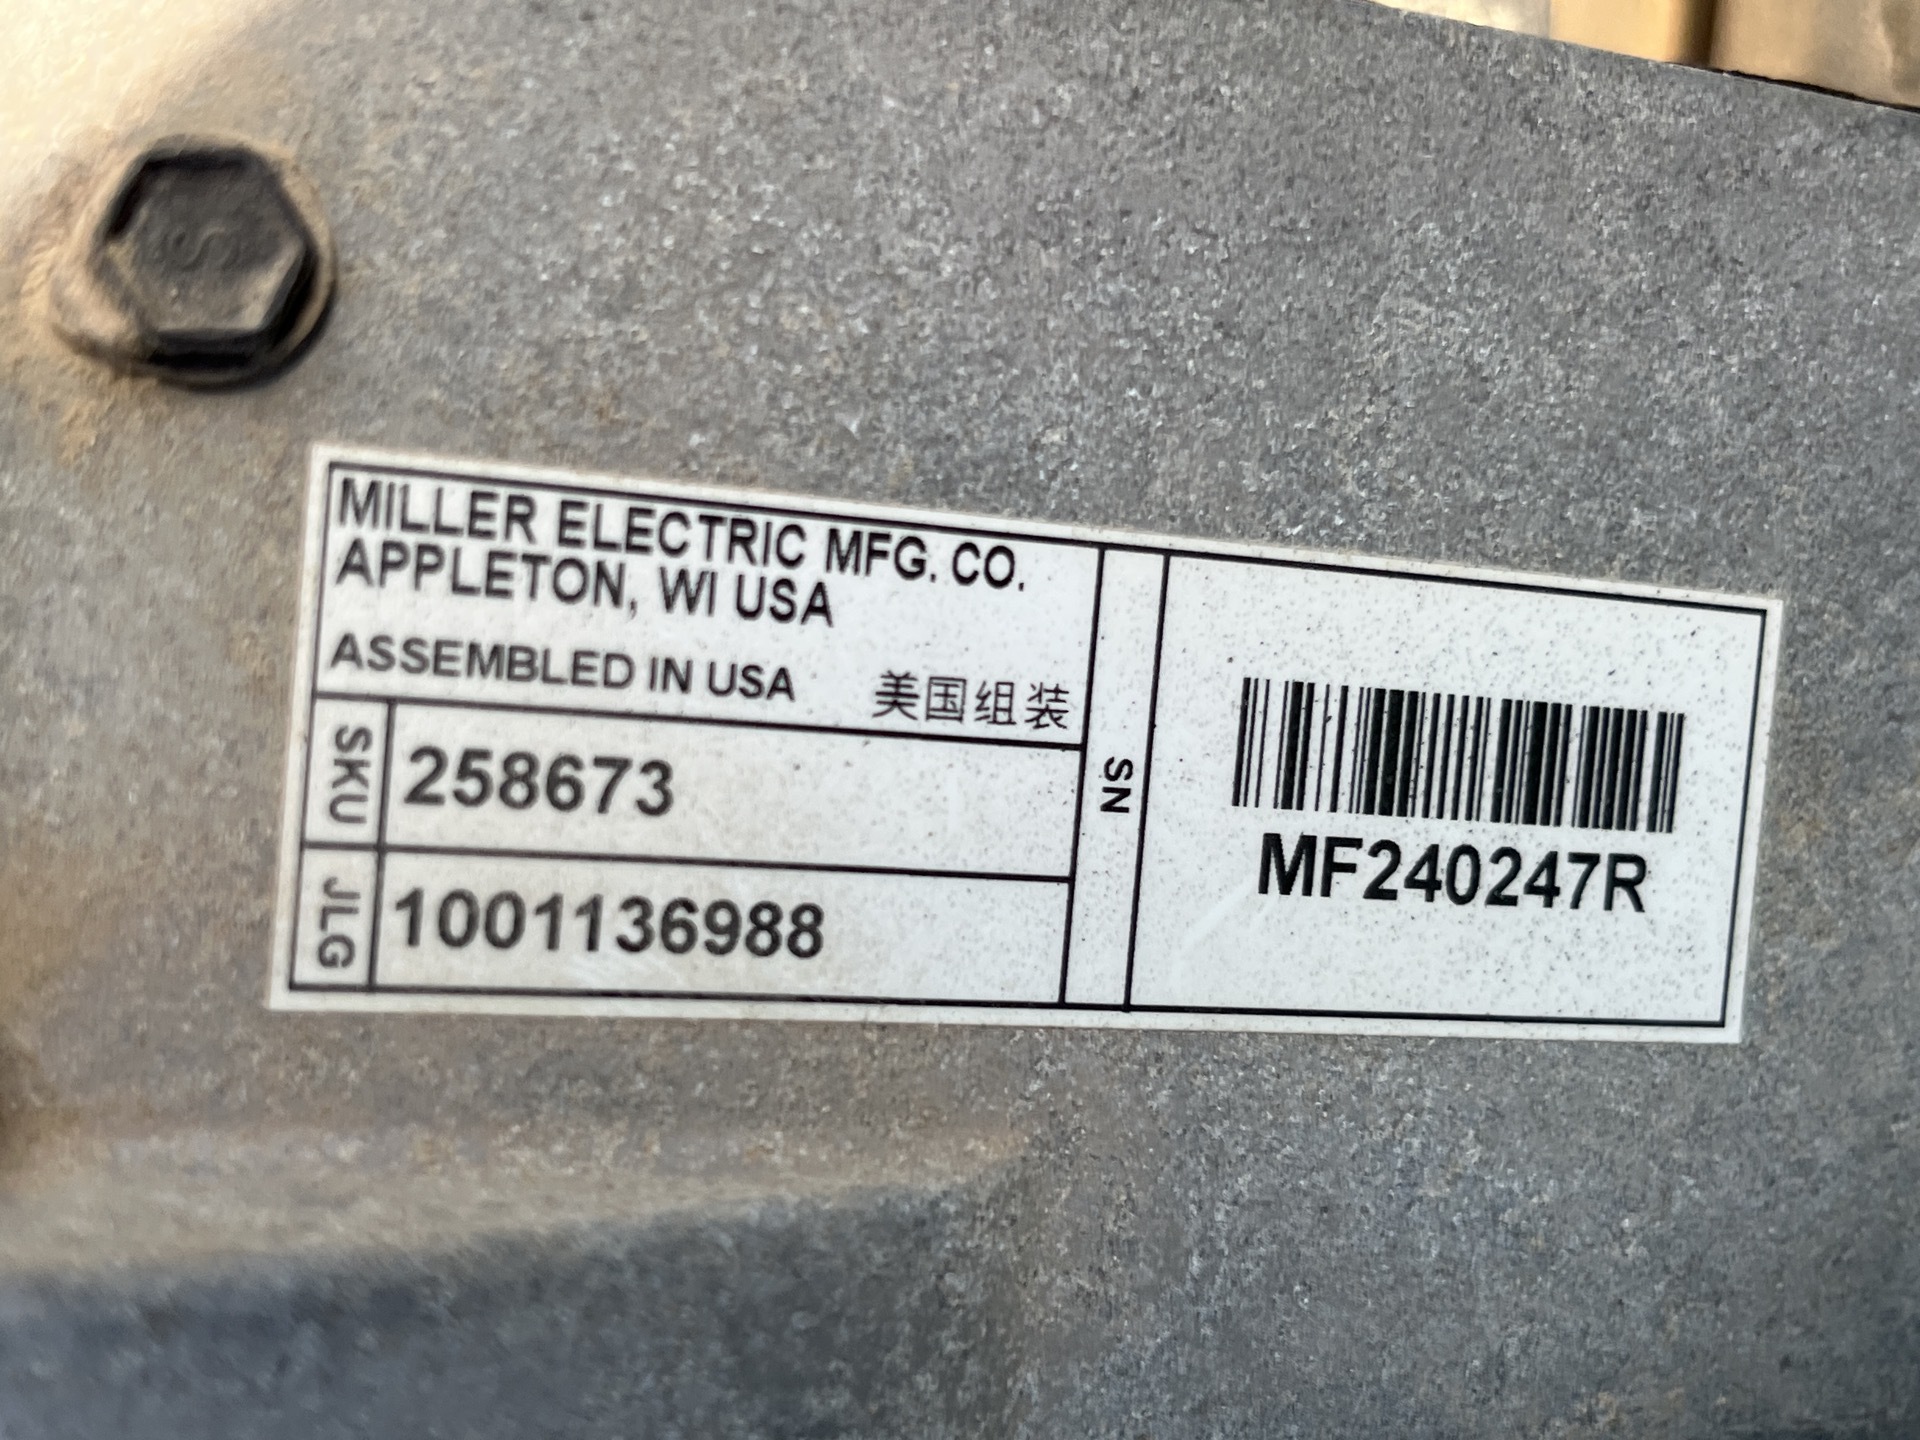 MILLER ELECTRIC MFG. CO.
APPLETON, WI USA
ASSEMBLED IN USA 美国组装
SKU 258673
JLG 1001136988
SN
MF240247R